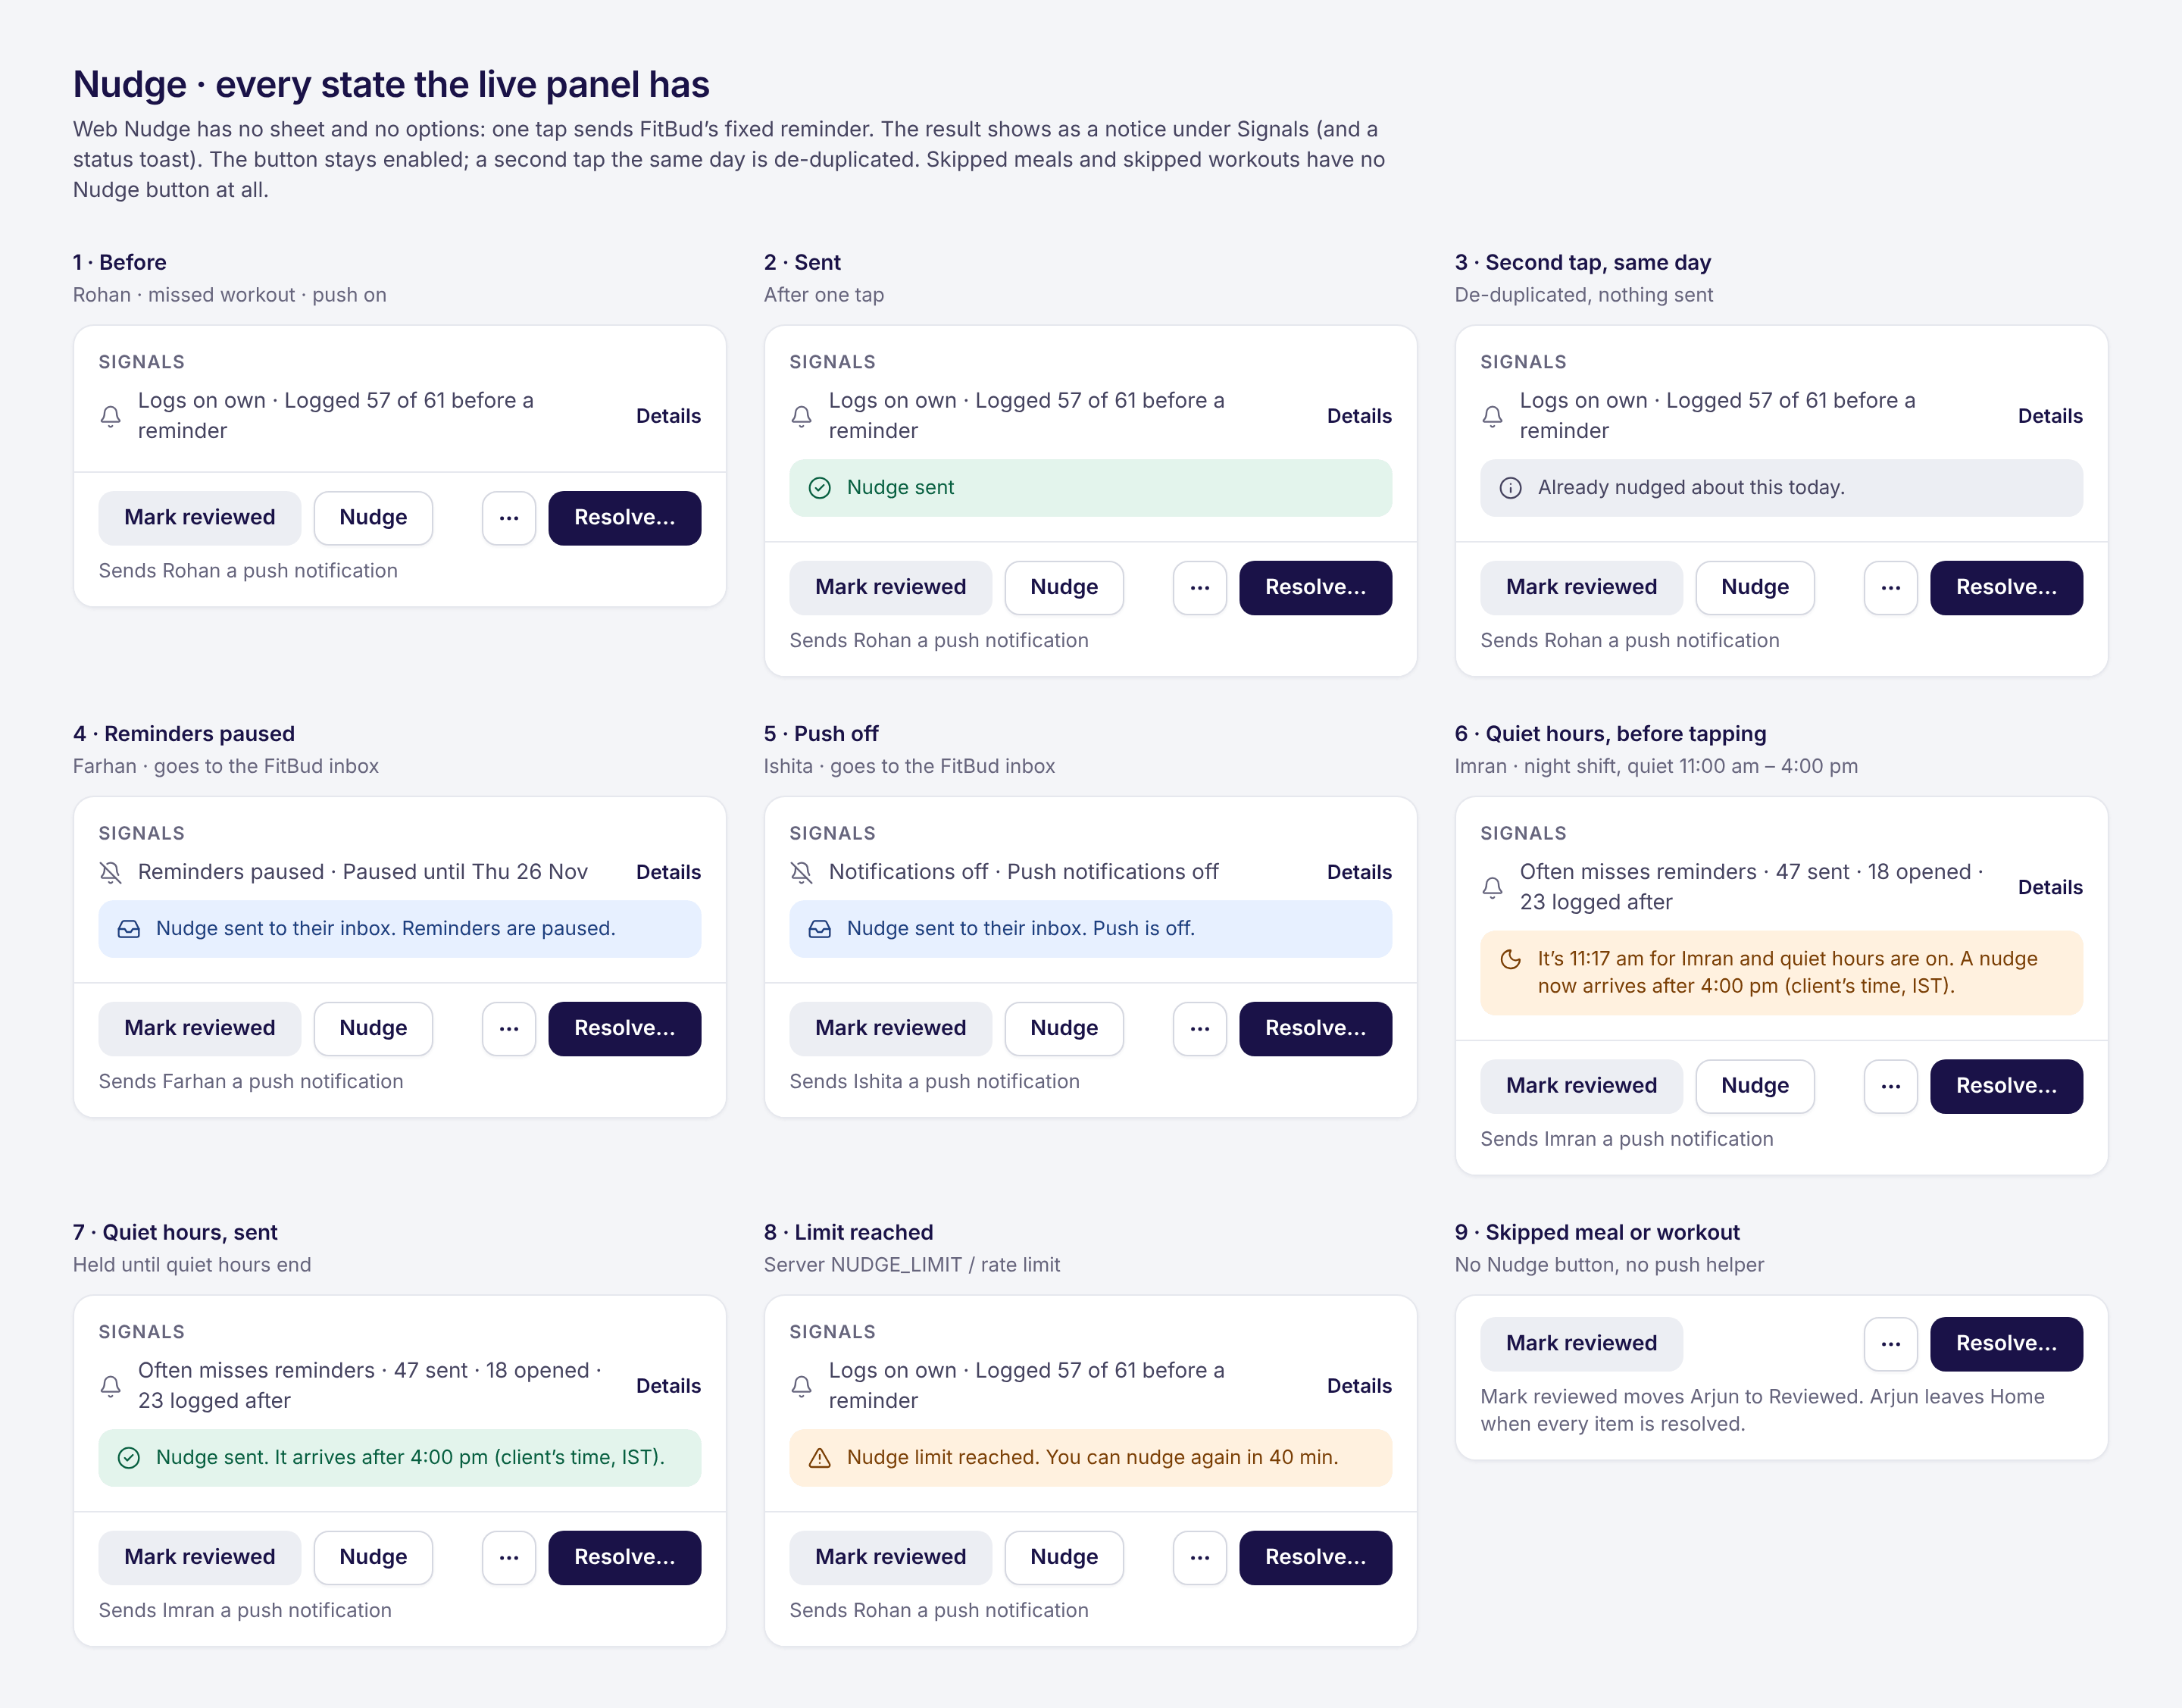 Nudge · every state the live panel has
Web Nudge has no sheet and no options: one tap sends FitBud’s fixed reminder. The result shows as a notice under Signals (and a
status toast). The button stays enabled; a second tap the same day is de-duplicated. Skipped meals and skipped workouts have no
Nudge button at all.
1 · Before
Rohan · missed workout · push on
SIGNALS
Logs on own · Logged 57 of 61 before a
reminder
Details
Mark reviewed
Nudge
···
Resolve…
Sends Rohan a push notification
2 · Sent
After one tap
SIGNALS
Logs on own · Logged 57 of 61 before a
reminder
Details
Nudge sent
Mark reviewed
Nudge
···
Resolve…
Sends Rohan a push notification
3 · Second tap, same day
De-duplicated, nothing sent
SIGNALS
Logs on own · Logged 57 of 61 before a
reminder
Details
Already nudged about this today.
Mark reviewed
Nudge
···
Resolve…
Sends Rohan a push notification
4 · Reminders paused
Farhan · goes to the FitBud inbox
SIGNALS
Reminders paused · Paused until Thu 26 Nov
Details
Nudge sent to their inbox. Reminders are paused.
Mark reviewed
Nudge
···
Resolve…
Sends Farhan a push notification
5 · Push off
Ishita · goes to the FitBud inbox
SIGNALS
Notifications off · Push notifications off
Details
Nudge sent to their inbox. Push is off.
Mark reviewed
Nudge
···
Resolve…
Sends Ishita a push notification
6 · Quiet hours, before tapping
Imran · night shift, quiet 11:00 am – 4:00 pm
SIGNALS
Often misses reminders · 47 sent · 18 opened ·
23 logged after
Details
It’s 11:17 am for Imran and quiet hours are on. A nudge
now arrives after 4:00 pm (client’s time, IST).
Mark reviewed
Nudge
···
Resolve…
Sends Imran a push notification
7 · Quiet hours, sent
Held until quiet hours end
SIGNALS
Often misses reminders · 47 sent · 18 opened ·
23 logged after
Details
Nudge sent. It arrives after 4:00 pm (client’s time, IST).
Mark reviewed
Nudge
···
Resolve…
Sends Imran a push notification
8 · Limit reached
Server NUDGE_LIMIT / rate limit
SIGNALS
Logs on own · Logged 57 of 61 before a
reminder
Details
Nudge limit reached. You can nudge again in 40 min.
Mark reviewed
Nudge
···
Resolve…
Sends Rohan a push notification
9 · Skipped meal or workout
No Nudge button, no push helper
Mark reviewed
···
Resolve…
Mark reviewed moves Arjun to Reviewed. Arjun leaves Home
when every item is resolved.